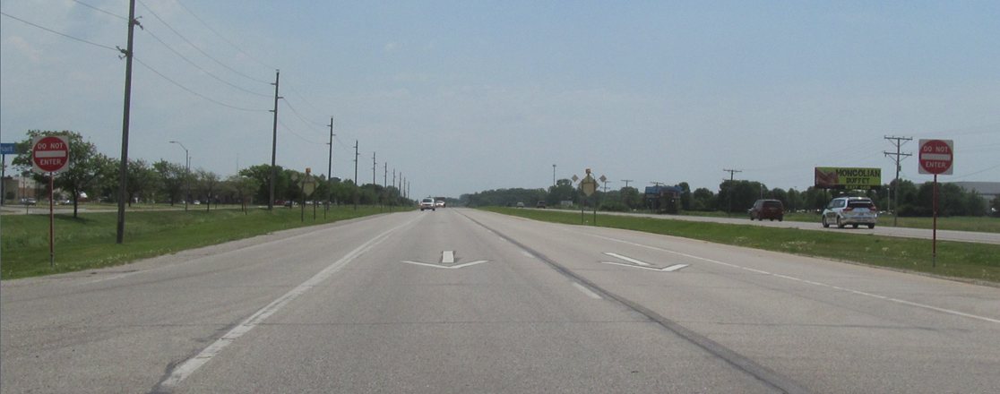 DO NOT
ENTER
DO NOT
ENTER
MONGOLIAN
BUFFET